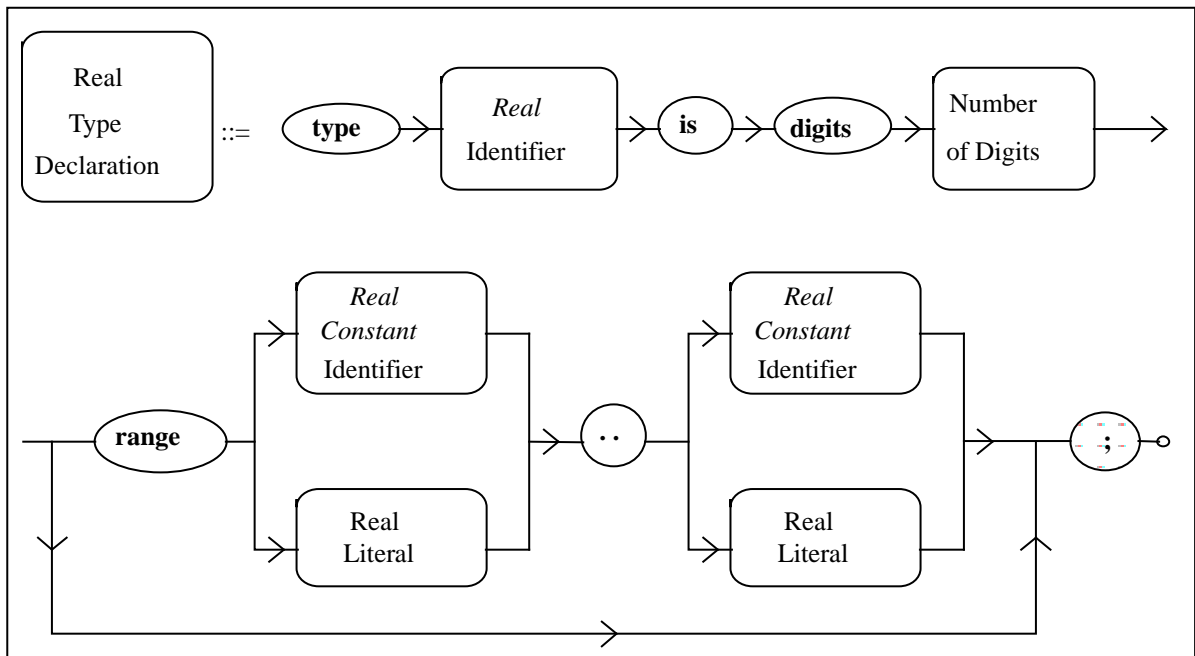 Real
Type
Declaration
::=
type
Real
Identifier
is
digits
Number
of Digits
range
Real
Constant
Identifier
Real
Literal
..
Real
Constant
Identifier
Real
Literal
;